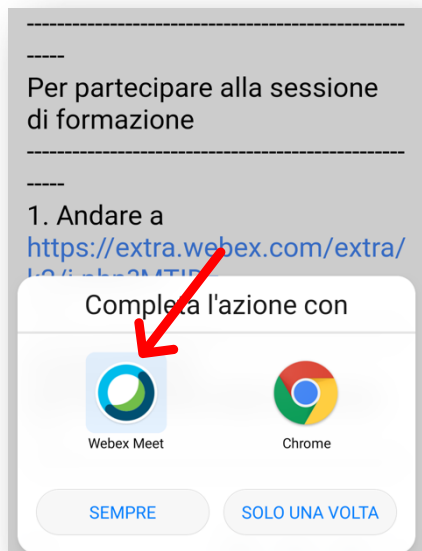 -----------------------------------------------------
-----
Per partecipare alla sessione
di formazione
-----------------------------------------------------
-----
1. Andare a
https://extra.webex.com/extra/
Completa l'azione con
Webex Meet
Chrome
SEMPRE
SOLO UNA VOLTA